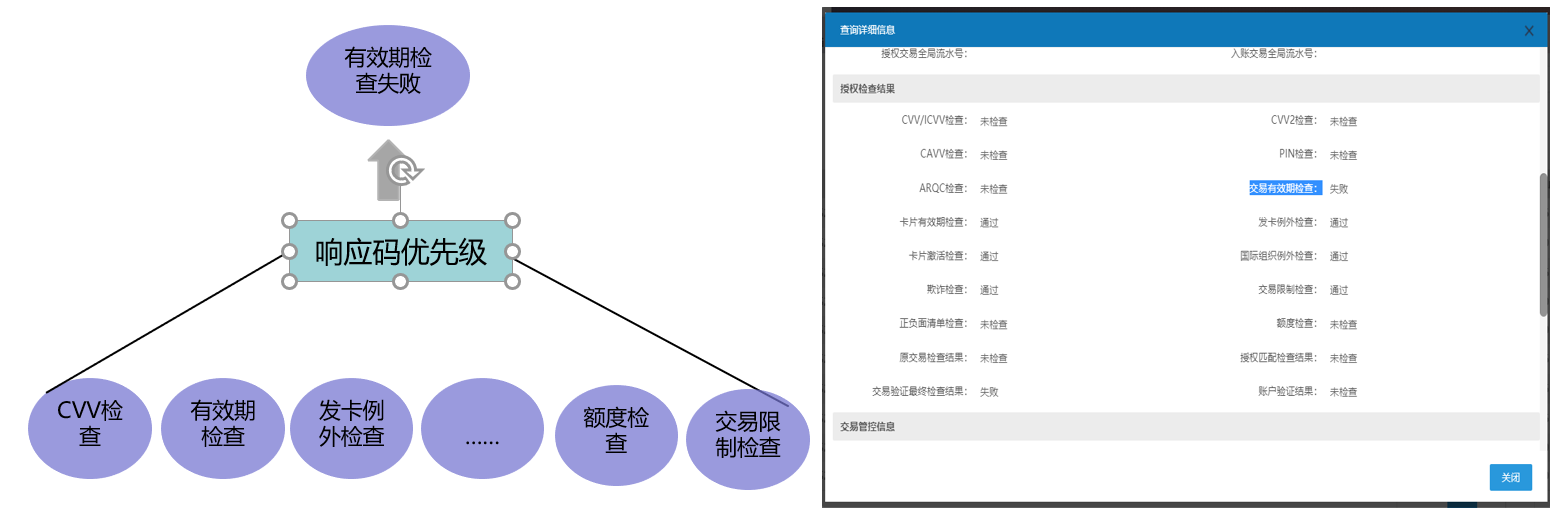 有效期检
查失败
响应码优先级
CVV检
查
有效期
检查
发卡例
外检查
......
额度检
查
交易限
制检查
查询详细信息
X
授权交易全局流水号：
入账交易全局流水号：
授权检查结果
CVV/ICVV检查： 未检查
CVV2检查： 未检查
CAVV检查： 未检查
PIN检查： 未检查
ARQC检查： 未检查
交易有效期检查： 失败
卡片有效期检查： 通过
发卡例外检查： 通过
卡片激活检查： 通过
国际组织例外检查： 通过
欺诈检查： 通过
交易限制检查： 通过
正负面清单检查： 未检查
额度检查： 未检查
原交易检查结果： 未检查
授权匹配检查结果： 未检查
交易验证最终检查结果： 失败
账户验证结果： 未检查
交易管控信息
关闭